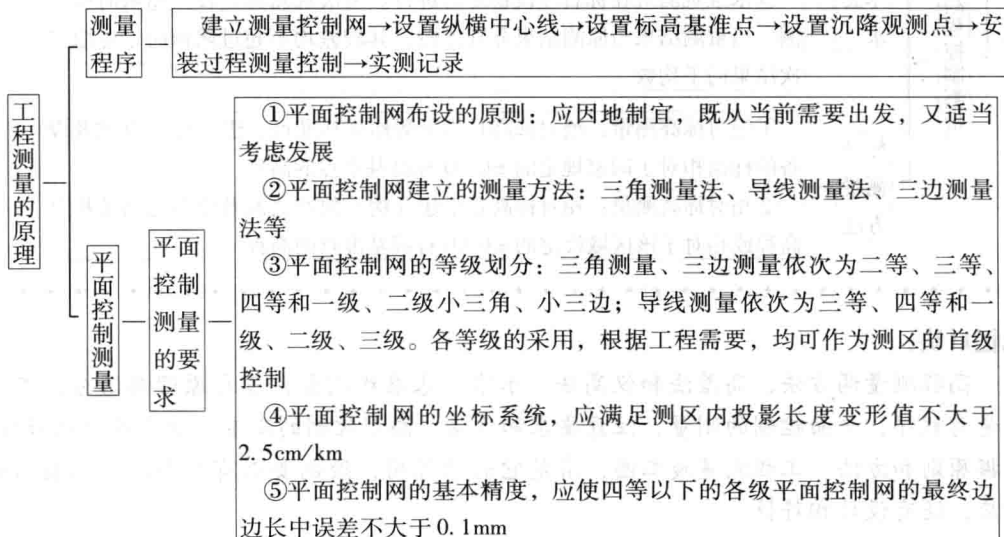 工程测量的原理
测量
程序
建立测量控制网→设置纵横中心线→设置标高基准点→设置沉降观测点→安
装过程测量控制→实测记录
平面控制测量
平面
控制
测量
的要
求
①平面控制网布设的原则：应因地制宜，既从当前需要出发，又适当
考虑发展
②平面控制网建立的测量方法：三角测量法、导线测量法、三边测量
法等
③平面控制网的等级划分：三角测量、三边测量依次为二等、三等、
四等和一级、二级小三角、小三边；导线测量依次为三等、四等和一
级、二级、三级。各等级的采用，根据工程需要，均可作为测区的首级
控制
④平面控制网的坐标系统，应满足测区内投影长度变形值不大于
2.5cm/km
⑤平面控制网的基本精度，应使四等以下的各级平面控制网的最终边
边长中误差不大于0.1mm